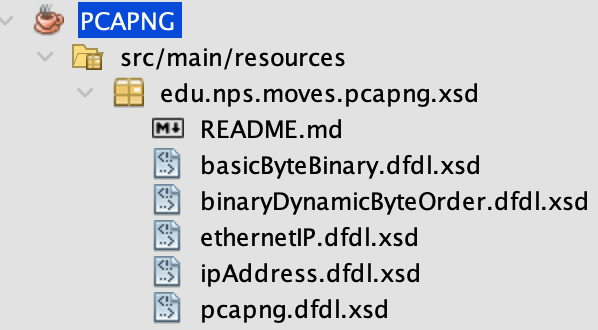 PCAPNG
src/main/resources
edu.nps.moves.pcapng.xsd
M↓ README.md
<!> ..> basicByteBinary.dfdl.xsd
<!> ..> binaryDynamicByteOrder.dfdl.xsd
<!> ..> ethernetIP.dfdl.xsd
<!> ..> ipAddress.dfdl.xsd
<!> ..> pcapng.dfdl.xsd